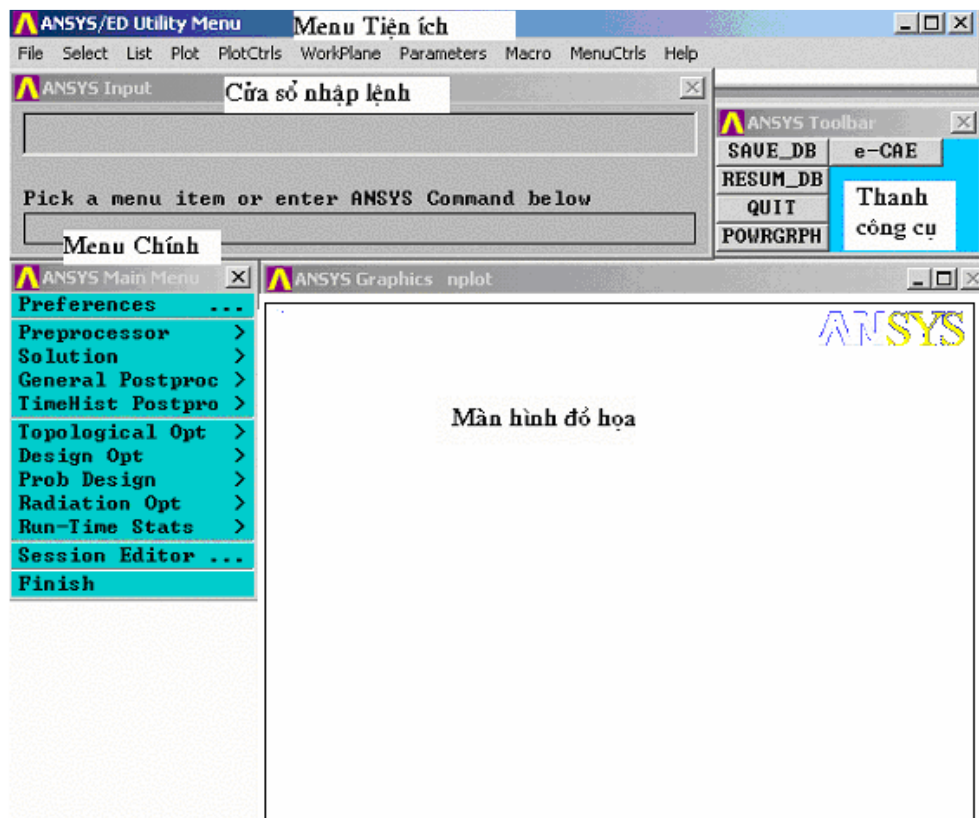 ANSYS/ED Utility Menu
Menu Tiện ích
File Select List Plot PlotCtrls WorkPlane Parameters Macro MenuCtrls Help
ANSYS Input
Cửa sổ nhập lệnh
Pick a menu item or enter ANSYS Command below
ANSYS Toolbar
SAVE_DB e-CAE
RESUM_DB
QUIT
POWRGRPH
Thanh
công cụ
Menu Chính
ANSYS Main Menu
Preferences ...
Preprocessor >
Solution >
General Postproc >
TimeHist Postpro >
Topological Opt >
Design Opt >
Prob Design >
Radiation Opt >
Run-Time Stats >
Session Editor ...
Finish
ANSYS Graphics nplot
ANSYS
Màn hình đồ họa